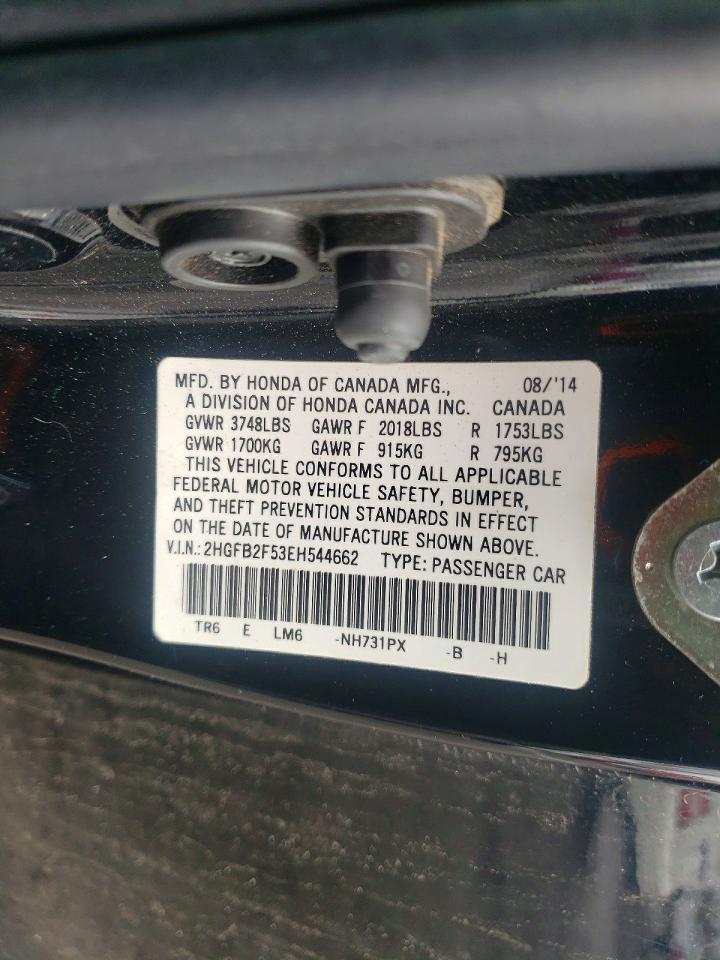 MFD. BY HONDA OF CANADA MFG., 08/'14
A DIVISION OF HONDA CANADA INC. CANADA
GVWR 3748LBS GAWR F 2018LBS R 1753LBS
GVWR 1700KG GAWR F 915KG R 795KG
THIS VEHICLE CONFORMS TO ALL APPLICABLE
FEDERAL MOTOR VEHICLE SAFETY, BUMPER,
AND THEFT PREVENTION STANDARDS IN EFFECT
ON THE DATE OF MANUFACTURE SHOWN ABOVE.
V.I.N.: 2HGFB2F53EH544662 TYPE: PASSENGER CAR
TR6 E LM6 -NH731PX -B -H